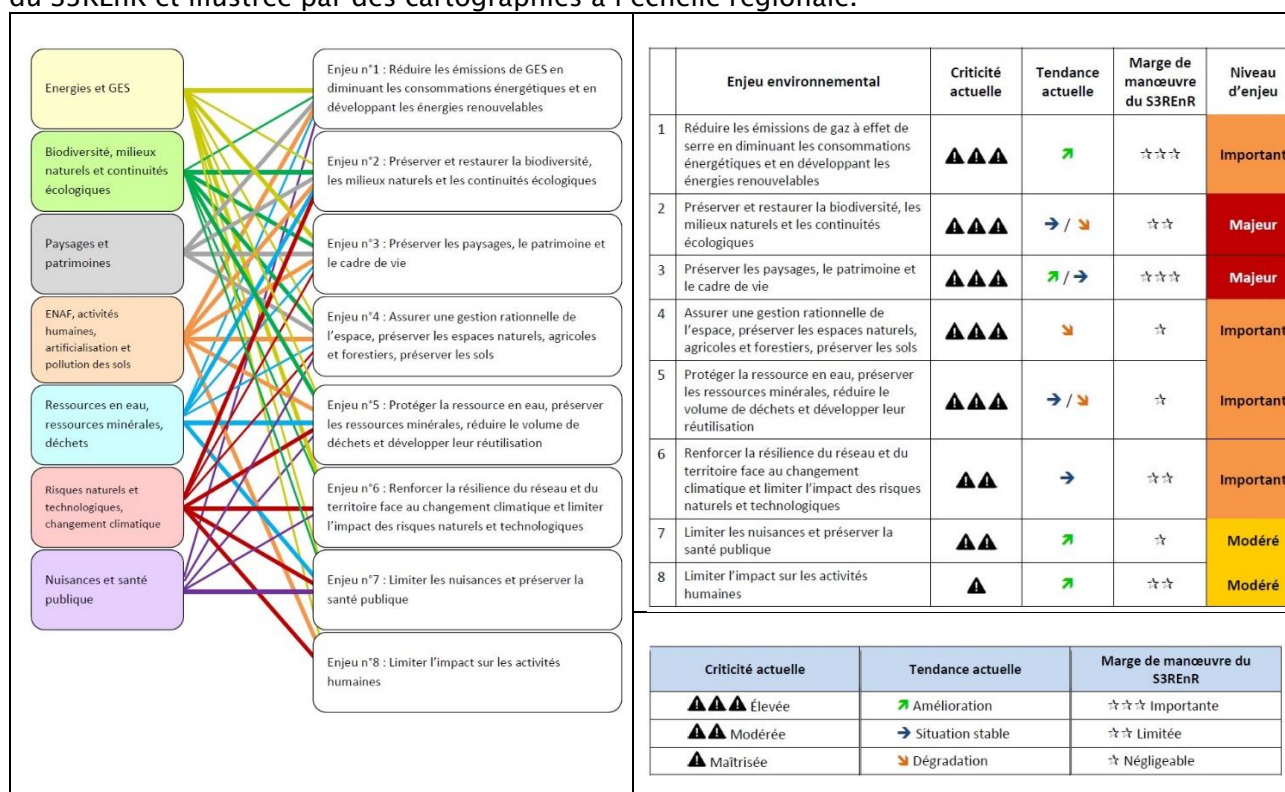 du S3REnR et illustrée par des cartographies à l'échelle régionale.
Energies et GES
Biodiversité, milieux
naturels et continuités
écologiques
Paysages et
patrimoines
ENAF, activités
humaines,
artificialisation et
pollution des sols
Ressources en eau,
ressources minérales,
déchets
Risques naturels et
technologiques,
changement climatique
Nuisances et santé
publique
Enjeu n°1 : Réduire les émissions de GES en
diminuant les consommations énergétiques et en
développant les énergies renouvelables
Enjeu n°2 : Préserver et restaurer la biodiversité,
les milieux naturels et les continuités écologiques
Enjeu n°3 : Préserver les paysages, le patrimoine et
le cadre de vie
Enjeu n°4 : Assurer une gestion rationnelle de
l'espace, préserver les espaces naturels, agricoles
et forestiers, préserver les sols
Enjeu n°5 : Protéger la ressource en eau, préserver
les ressources minérales, réduire le volume de
déchets et développer leur réutilisation
Enjeu n°6 : Renforcer la résilience du réseau et du
territoire face au changement climatique et limiter
l'impact des risques naturels et technologiques
Enjeu n°7 : Limiter les nuisances et préserver la
santé publique
Enjeu n°8 : Limiter l'impact sur les activités
humaines
Enjeu environnemental
Criticité
actuelle
Tendance
actuelle
Marge de
manœuvre
du S3REnR
Niveau
d'enjeu
1
Réduire les émissions de gaz à effet de
serre en diminuant les consommations
énergétiques et en développant les
énergies renouvelables
Important
2
Préserver et restaurer la biodiversité, les
milieux naturels et les continuités
écologiques
/
Majeur
3
Préserver les paysages, le patrimoine et
le cadre de vie
/
Majeur
4
Assurer une gestion rationnelle de
l'espace, préserver les espaces naturels,
agricoles et forestiers, préserver les sols
Important
5
Protéger la ressource en eau, préserver
les ressources minérales, réduire le
volume de déchets et développer leur
réutilisation
/
Important
6
Renforcer la résilience du réseau et du
territoire face au changement
climatique et limiter l'impact des risques
naturels et technologiques
Important
7
Limiter les nuisances et préserver la
santé publique
Modéré
8
Limiter l'impact sur les activités
humaines
Modéré
Criticité actuelle
Tendance actuelle
Marge de manœuvre du
S3REnR
Élevée
Amélioration
Importante
Modérée
Situation stable
Limitée
Maîtrisée
Dégradation
Négligeable